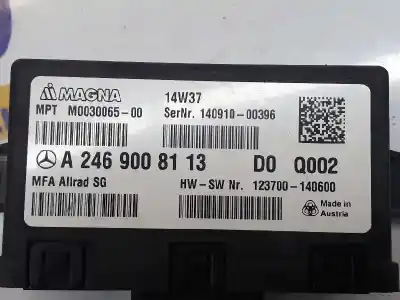 MAGNA 14W37
MPT M0030065-00 SerNr. 140910-00396
A 246 900 81 13 D0 Q002
MFA Allrad SG HW-SW Nr. 123700-140600
Made in
Austria